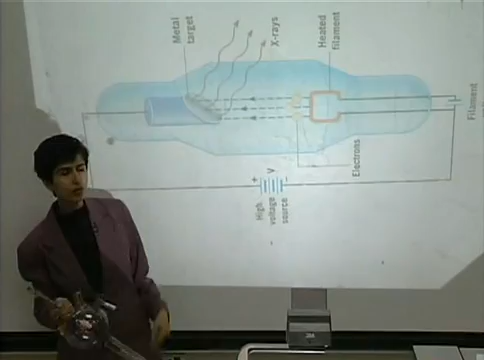 Metal
target
X-rays
Heated
filament
Filament
Electrons
+
V
-
High
voltage
source
3M